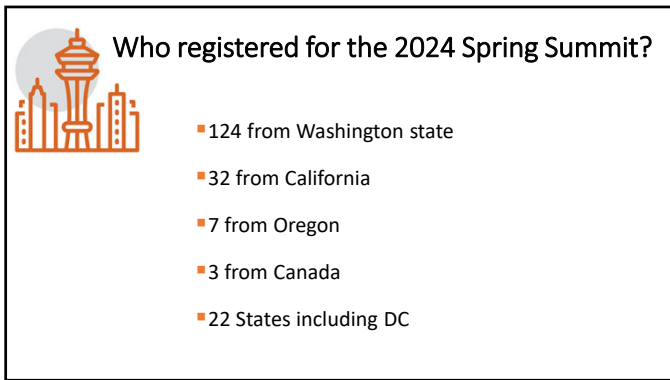 Who registered for the 2024 Spring Summit?
▪124 from Washington state
▪32 from California
▪7 from Oregon
▪3 from Canada
▪22 States including DC